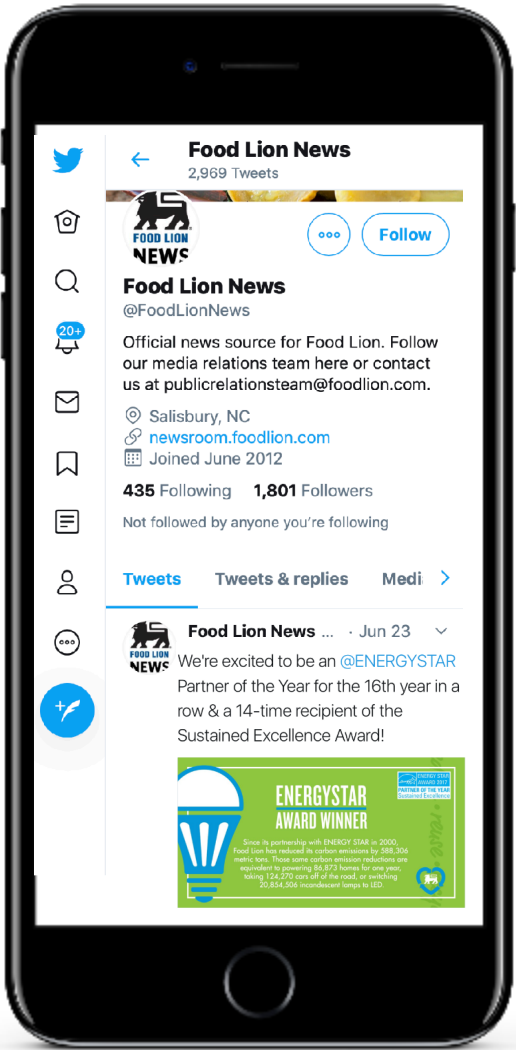 Food Lion News
2,969 Tweets
FOOD LION
NEWS
Follow
Food Lion News
@FoodLionNews
20+
Official news source for Food Lion. Follow
our media relations team here or contact
us at publicrelationsteam@foodlion.com.
Salisbury, NC
newsroom.foodlion.com
Joined June 2012
435 Following 1,801 Followers
Not followed by anyone you're following
Tweets Tweets & replies Medi
FOOD LION
NEWS
Food Lion News ... · Jun 23
We're excited to be an @ENERGYSTAR
Partner of the Year for the 16th year in a
row & a 14-time recipient of the
Sustained Excellence Award!
ENERGYSTAR
AWARD WINNER
ENERGY STAR
AWARD 2017
PARTNER OF THE YEAR
Sustained Excellence
Since its partnership with ENERGY STAR in 2000,
Food Lion has reduced its carbon emissions by 588,306
metric tons. Those same carbon emission reductions are
equivalent to powering 86,873 homes for one year,
taking 124,270 cars off of the road, or switching
20,854,506 incandescent lamps to LED.
reuse